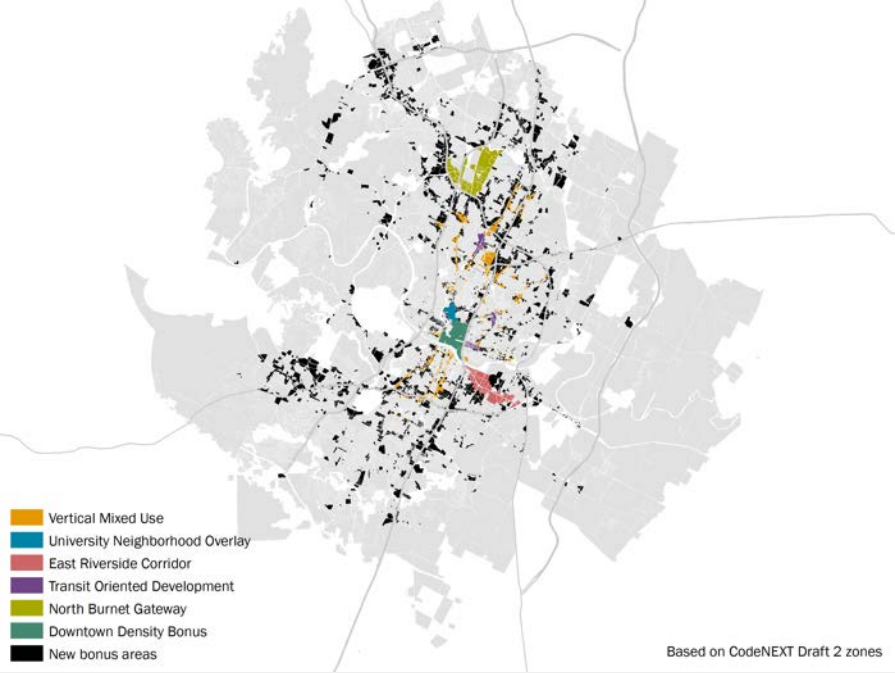 Vertical Mixed Use
University Neighborhood Overlay
East Riverside Corridor
Transit Oriented Development
North Burnet Gateway
Downtown Density Bonus
New bonus areas
Based on CodeNEXT Draft 2 zones